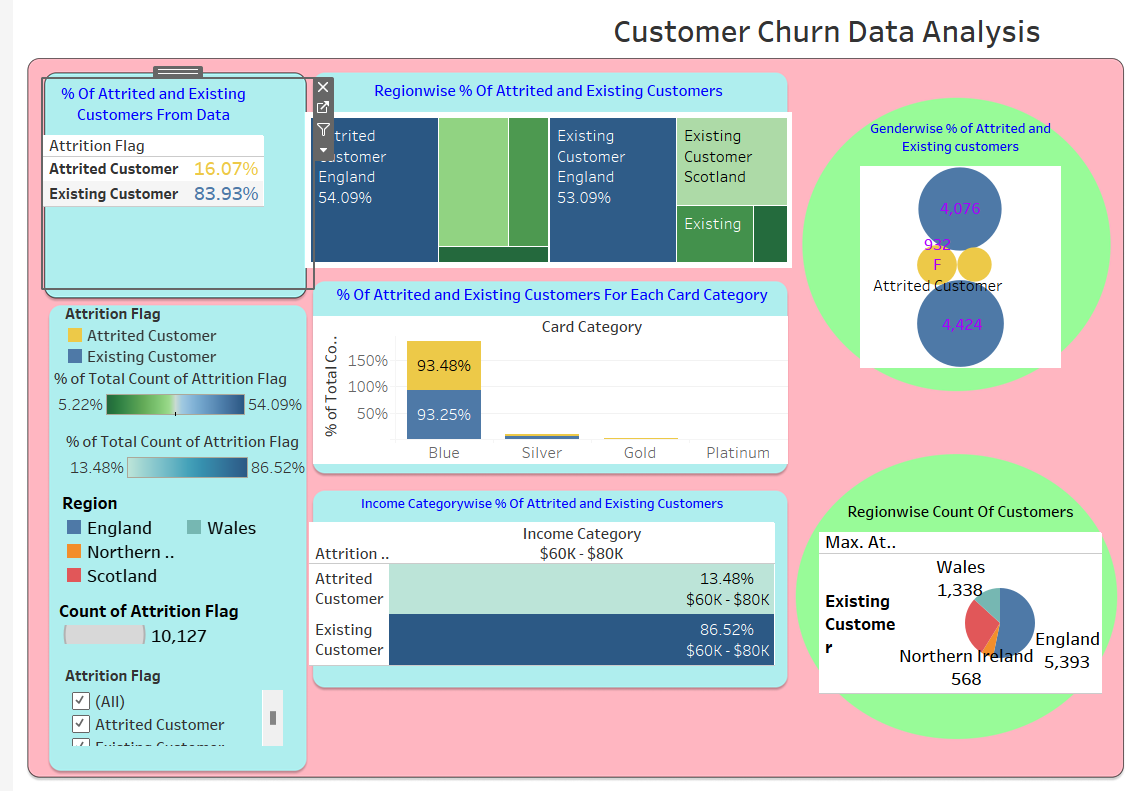 Customer Churn Data Analysis
% Of Attrited and Existing
Customers From Data
Attrition Flag
Attrited Customer 16.07%
Existing Customer 83.93%
Attrition Flag
Attrited Customer
Existing Customer
% of Total Count of Attrition Flag
5.22% 54.09%
% of Total Count of Attrition Flag
13.48% 86.52%
Region
England Wales
Northern ..
Scotland
Count of Attrition Flag
10,127
Attrition Flag
(All)
Attrited Customer
Existing Customer
Regionwise % Of Attrited and Existing Customers
England
54.09%
Existing
Customer
England
53.09%
Existing
Customer
Scotland
Existing
% Of Attrited and Existing Customers For Each Card Category
Card Category
% of Total Co..
150%
100%
50%
93.48%
93.25%
Blue Silver Gold Platinum
Income Categorywise % Of Attrited and Existing Customers
Income Category
Attrition .. $60K - $80K
Attrited
Customer
13.48%
$60K - $80K
Existing
Customer
86.52%
$60K - $80K
Genderwise % of Attrited and
Existing customers
4,076
932
F
Attrited Customer
4,424
Regionwise Count Of Customers
Max. At..
Existing
Custome
r
Wales
1,338
England
5,393
Northern Ireland
568